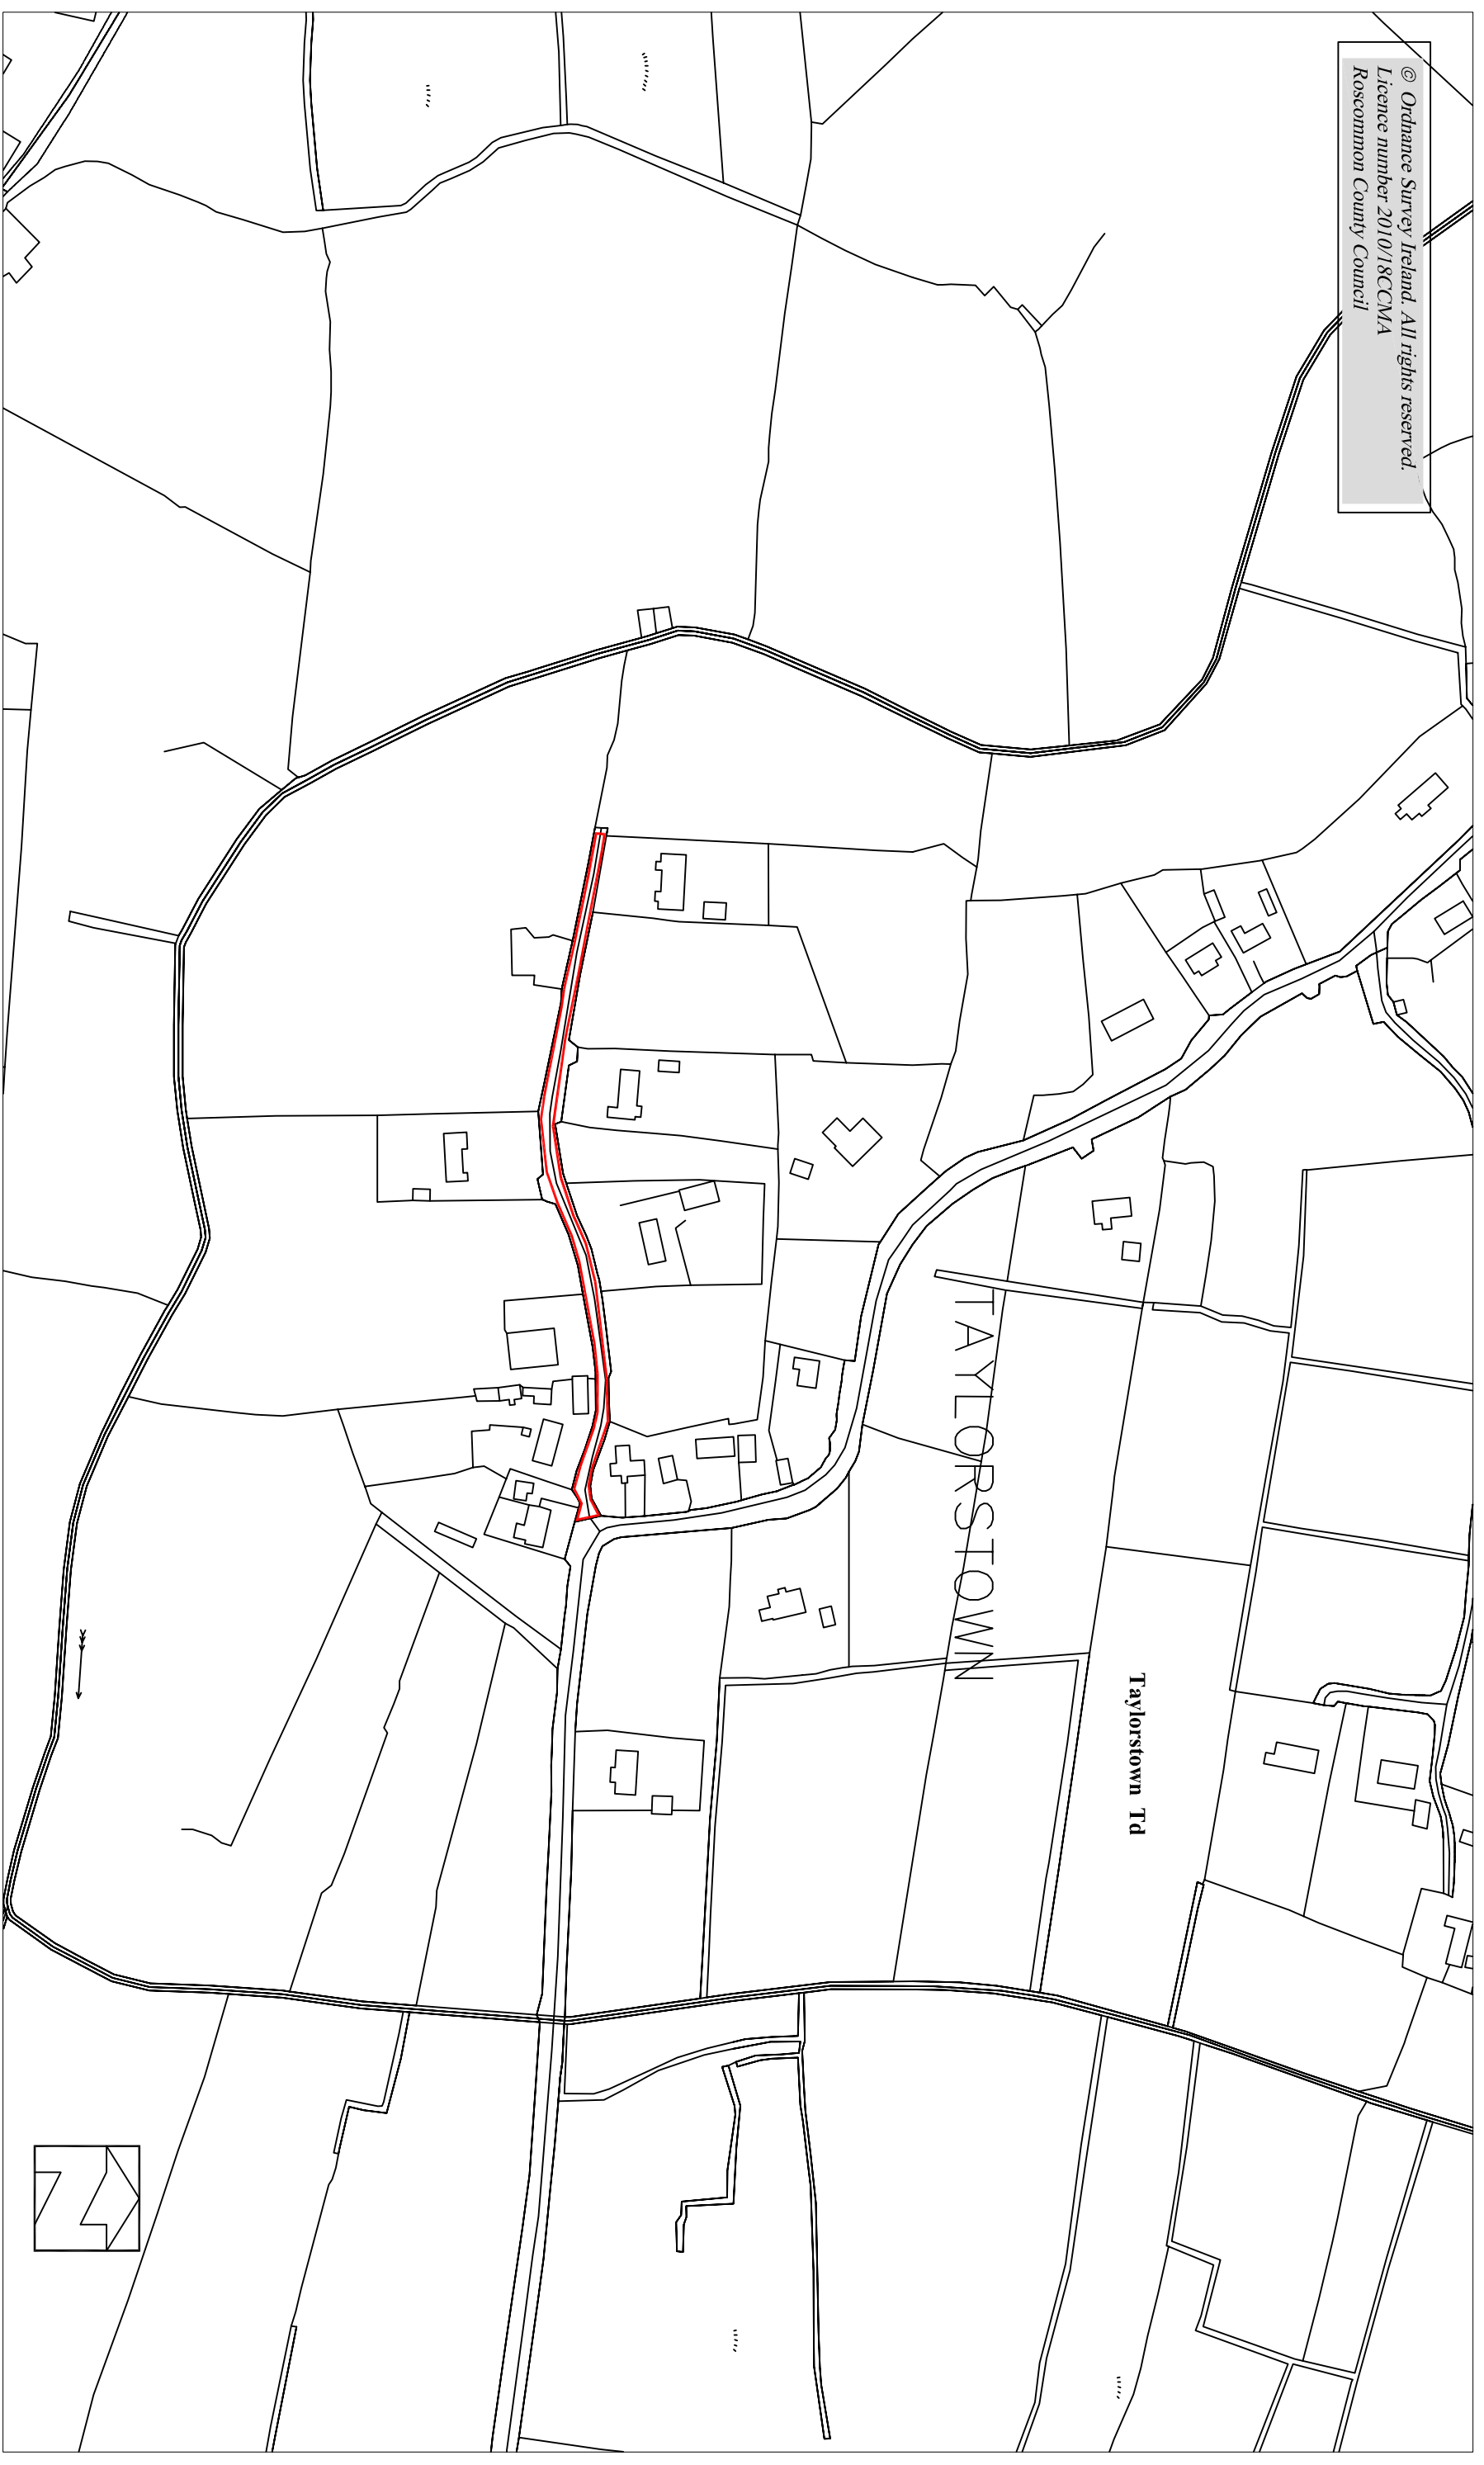 © Ordnance Survey Ireland. All rights reserved.
Licence number 2010/18CCMA
Roscommon County Council
TAYLORSTOWN
Taylorstown Td